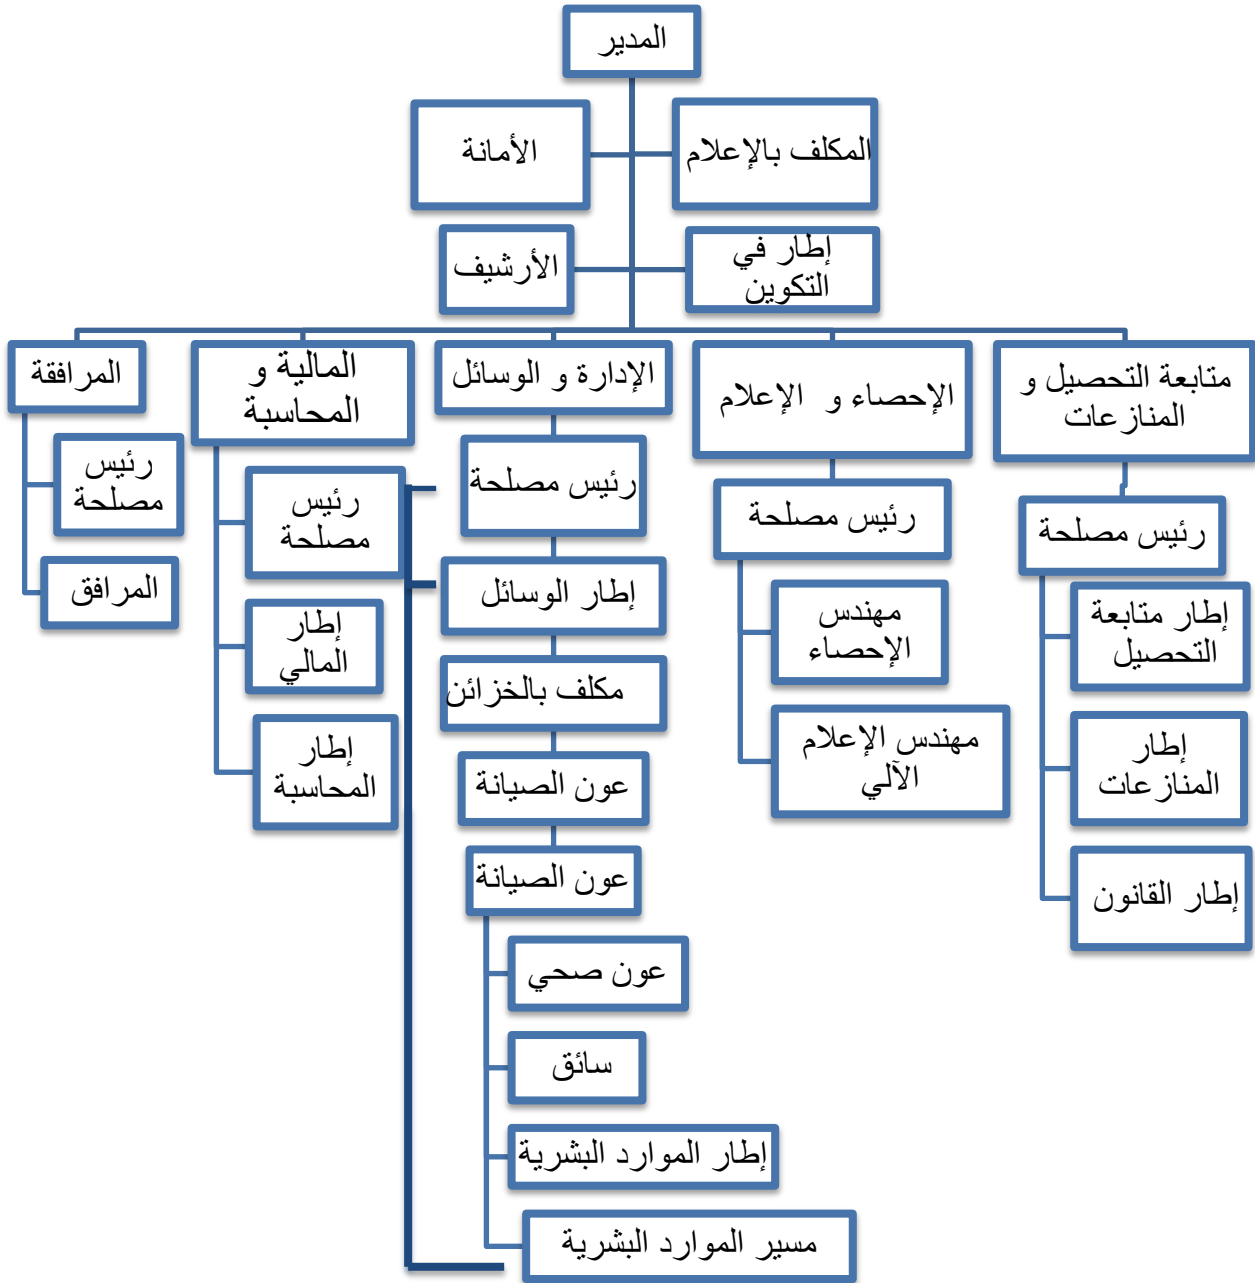 المدير
المكلف بالإعلام
الأمانة
إطار في
التكوين
الأرشيف
متابعة التحصيل و
المنازعات
رئيس مصلحة
إطار متابعة
التحصيل
إطار
المنازعات
إطار القانون
الإحصاء و الإعلام
رئيس مصلحة
مهندس
الإحصاء
مهندس الإعلام
الآلي
الإدارة و الوسائل
رئيس مصلحة
إطار الوسائل
مكلف بالخزائن
عون الصيانة
عون الصيانة
عون صحي
سائق
إطار الموارد البشرية
مسير الموارد البشرية
المالية و
المحاسبة
رئيس
مصلحة
إطار
المالي
إطار
المحاسبة
المرافقة
رئيس
مصلحة
المرافق